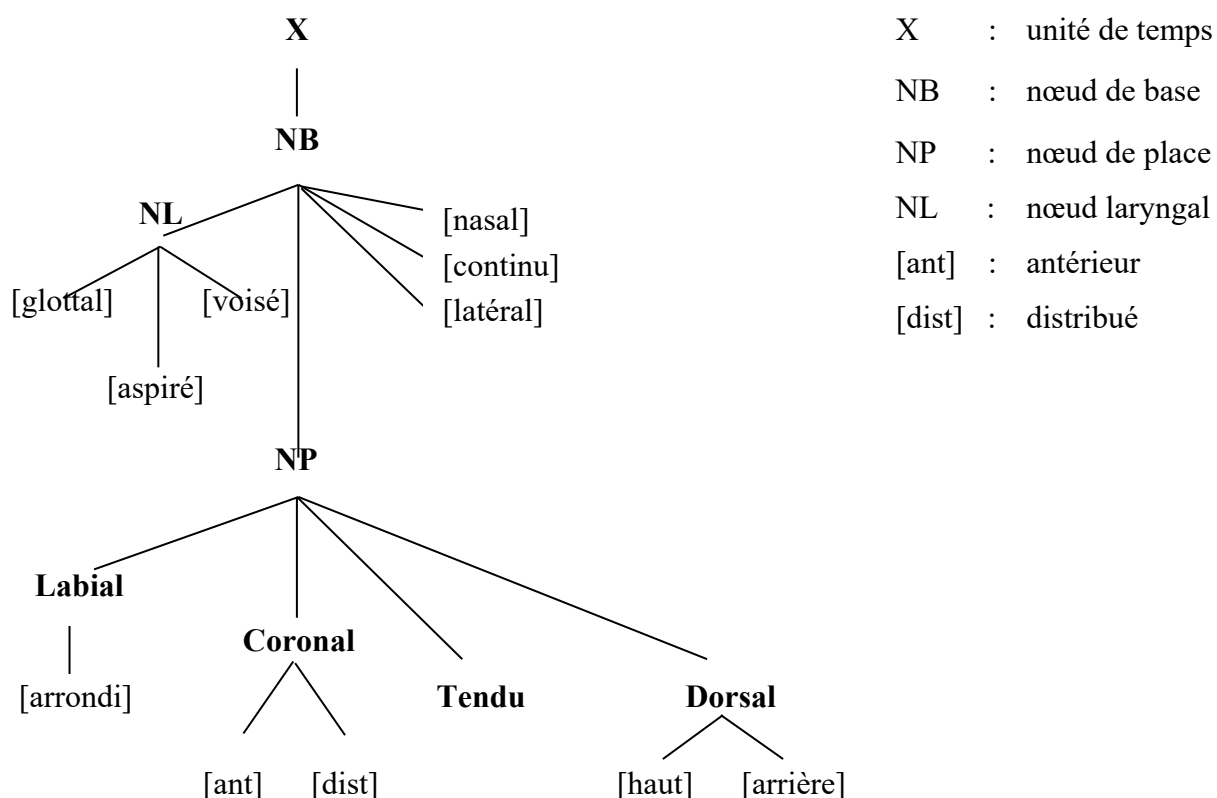 X
NB
NL
[nasal]
[continu]
[latéral]
[glottal]
[voisé]
[aspiré]
NP
Labial
Coronal
Tendu
Dorsal
[arrondi]
[ant]
[dist]
[haut]
[arrière]
X : unité de temps
NB : nœud de base
NP : nœud de place
NL : nœud laryngal
[ant] : antérieur
[dist] : distribué